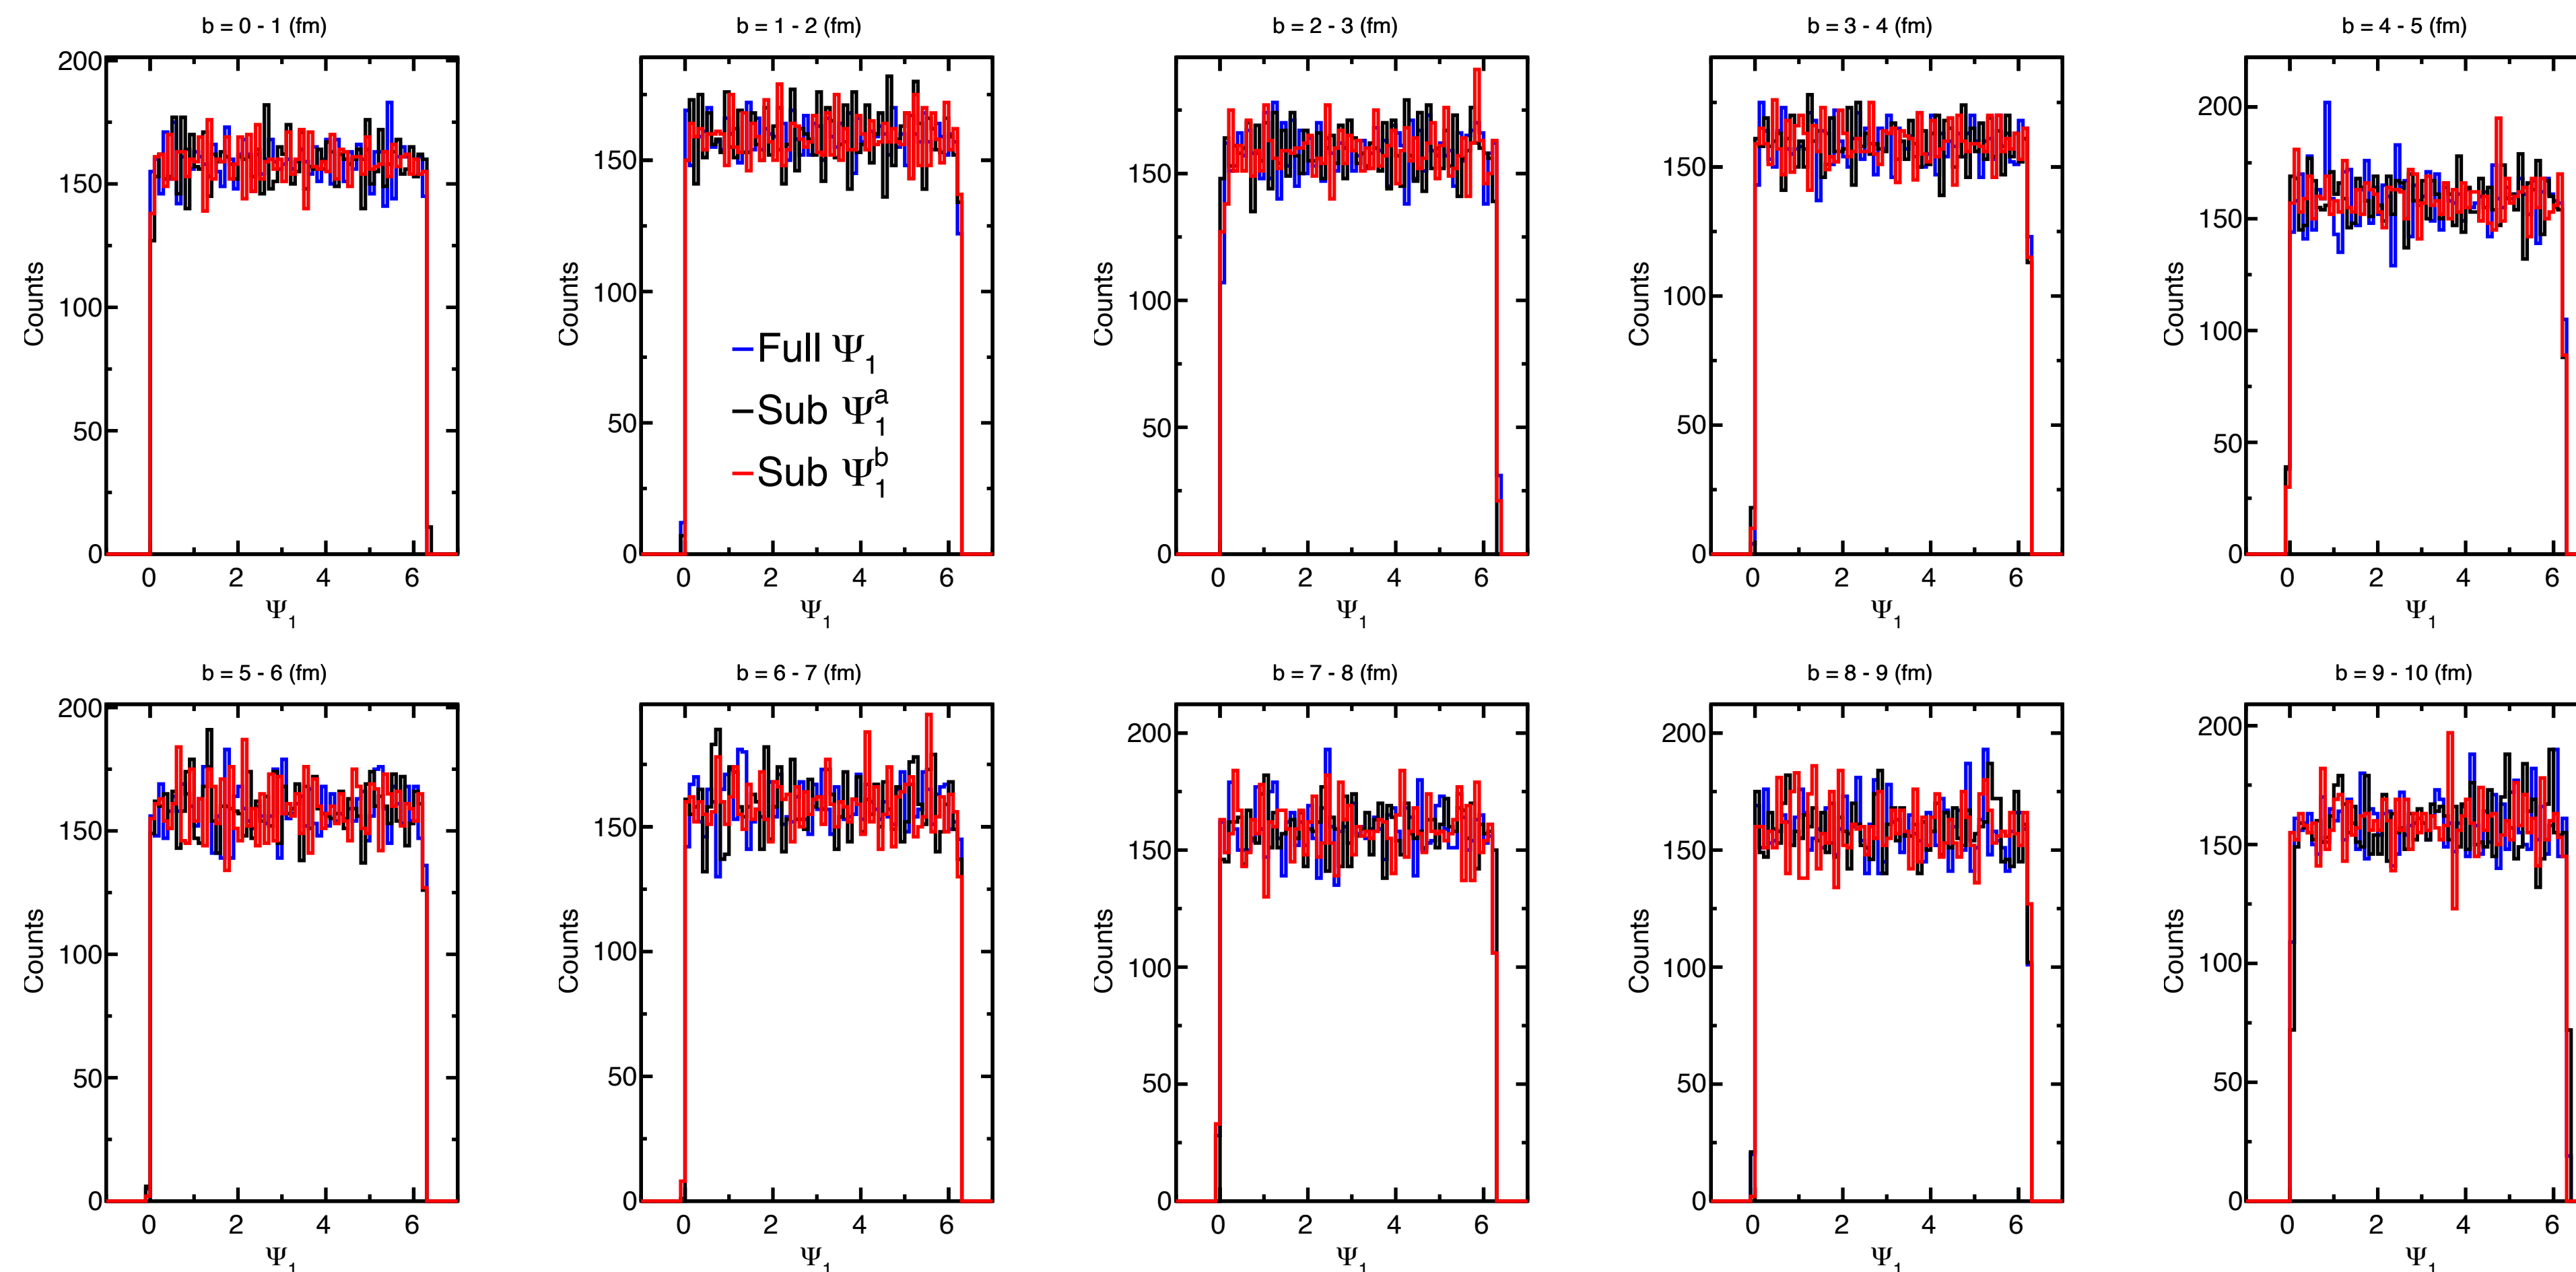 b = 0 - 1 (fm)
200
150
100
50
0
Counts
0 2 4 6
Ψ1
b = 1 - 2 (fm)
150
100
50
0
Counts
Full Ψ1
Sub Ψ1a
Sub Ψ1b
0 2 4 6
Ψ1
b = 2 - 3 (fm)
150
100
50
0
Counts
0 2 4 6
Ψ1
b = 3 - 4 (fm)
150
100
50
0
Counts
0 2 4 6
Ψ1
b = 4 - 5 (fm)
200
150
100
50
0
Counts
0 2 4 6
Ψ1
b = 5 - 6 (fm)
200
150
100
50
0
Counts
0 2 4 6
Ψ1
b = 6 - 7 (fm)
150
100
50
0
Counts
0 2 4 6
Ψ1
b = 7 - 8 (fm)
200
150
100
50
0
Counts
0 2 4 6
Ψ1
b = 8 - 9 (fm)
200
150
100
50
0
Counts
0 2 4 6
Ψ1
b = 9 - 10 (fm)
200
150
100
50
0
Counts
0 2 4 6
Ψ1